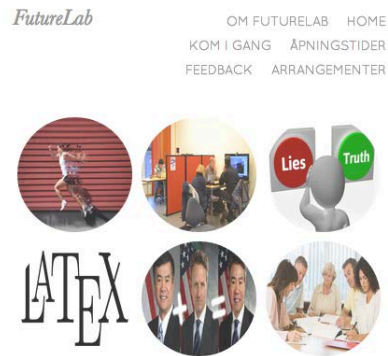 FutureLab
OM FUTURELAB HOME
KOM I GANG ÅPNINGSTIDER
FEEDBACK ARRANGEMENTER
Lies Truth
LATEX
+ =